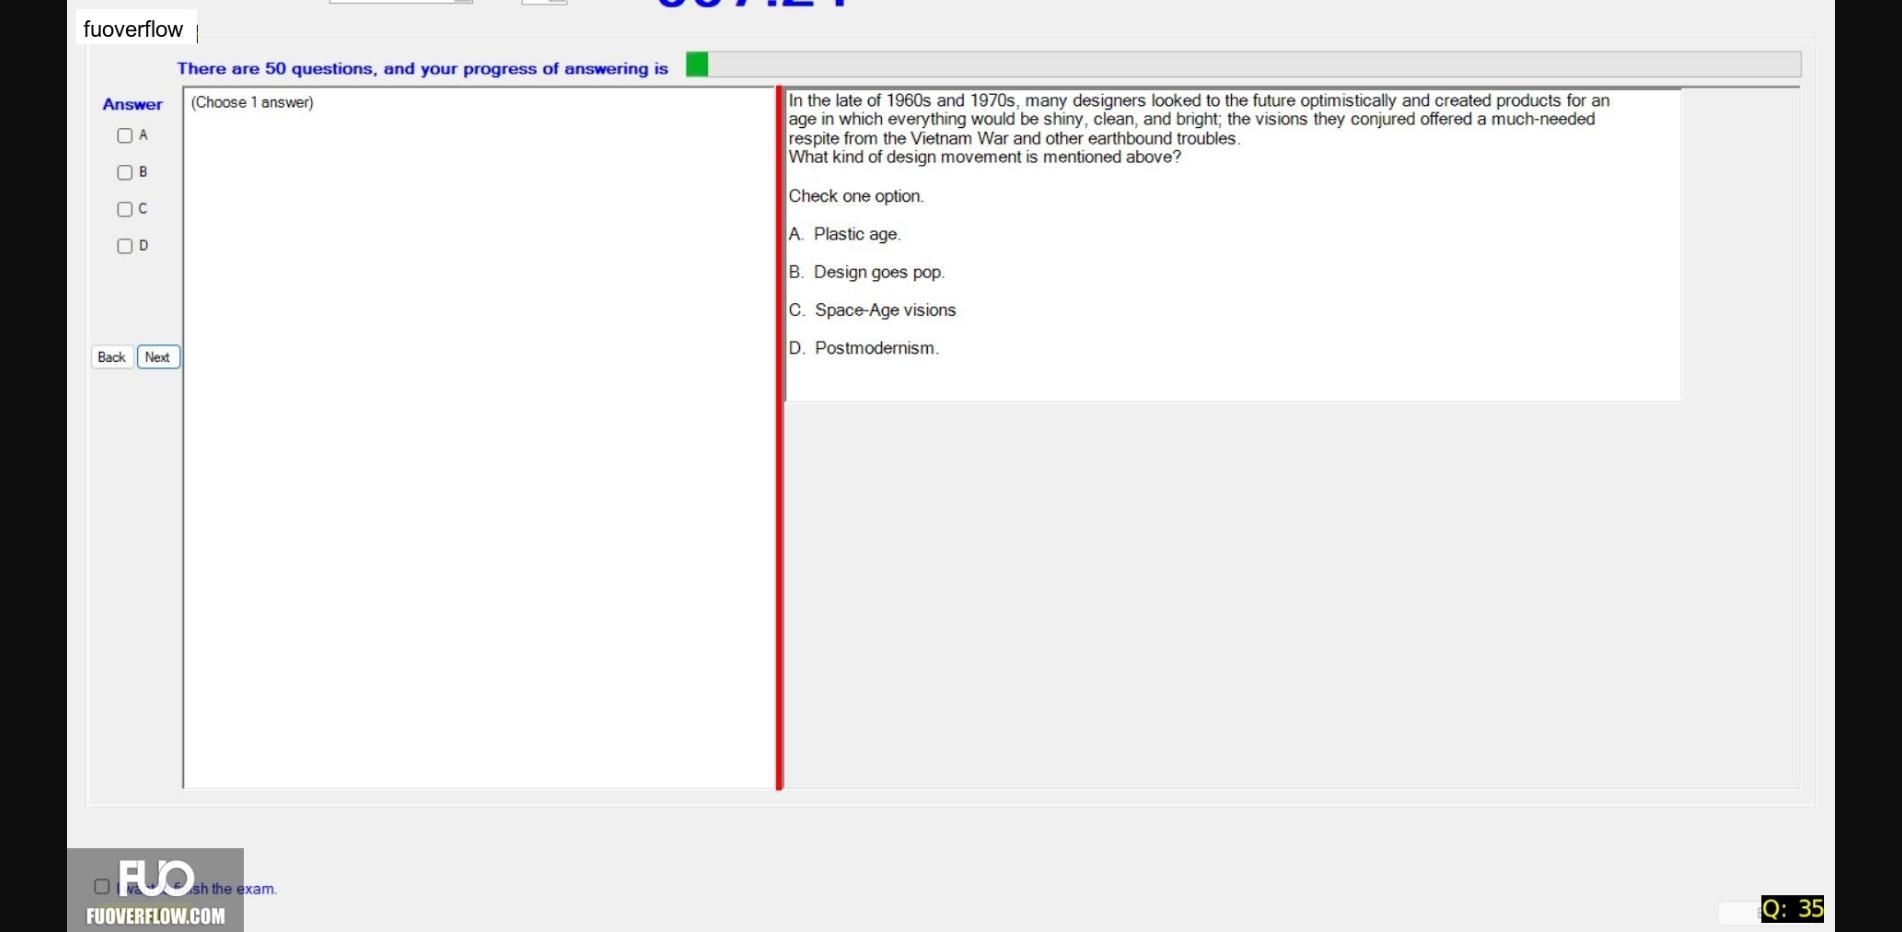 fuoverflow
There are 50 questions, and your progress of answering is
Answer
A
B
C
D
Back Next
(Choose 1 answer)
In the late of 1960s and 1970s, many designers looked to the future optimistically and created products for an
age in which everything would be shiny, clean, and bright; the visions they conjured offered a much-needed
respite from the Vietnam War and other earthbound troubles.
What kind of design movement is mentioned above?
Check one option.
A. Plastic age.
B. Design goes pop.
C. Space-Age visions
D. Postmodernism.
FUO
the exam.
FUOVERFLOW.COM
Q: 35